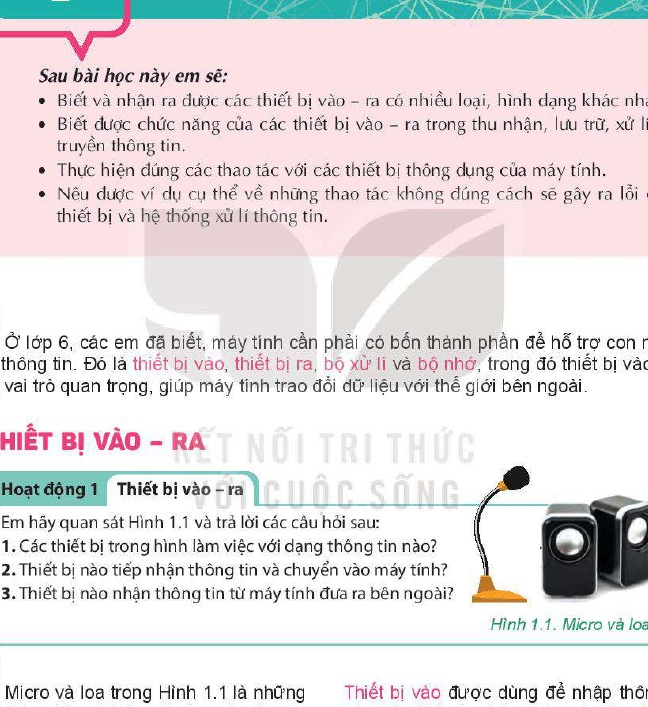 Sau bài học này em sẽ:
• Biết và nhận ra được các thiết bị vào – ra có nhiều loại, hình dạng khác
• Biết được chức năng của các thiết bị vào – ra trong thu nhận, lưu trữ, xử
truyền thông tin.
• Thực hiện đúng các thao tác với các thiết bị thông dụng của máy tính.
• Nêu được ví dụ cụ thể về những thao tác không đúng cách sẽ gây ra lỗi
thiết bị và hệ thống xử lí thông tin.
Ở lớp 6, các em đã biết, máy tính cần phải có bốn thành phần để hỗ trợ con
thông tin. Đó là thiết bị vào, thiết bị ra, bộ xử lí và bộ nhớ, trong đó thiết bị
vai trò quan trọng, giúp máy tính trao đổi dữ liệu với thế giới bên ngoài.
HIẾT BỊ VÀO – RA
KẾT NỐI TRI THỨC
VỚI CUỘC SỐNG
Hoạt động 1 Thiết bị vào – ra
Em hãy quan sát Hình 1.1 và trả lời các câu hỏi sau:
1. Các thiết bị trong hình làm việc với dạng thông tin nào?
2. Thiết bị nào tiếp nhận thông tin và chuyển vào máy tính?
3. Thiết bị nào nhận thông tin từ máy tính đưa ra bên ngoài?
Hình 1.1. Micro và
Micro và loa trong Hình 1.1 là những
Thiết bị vào được dùng để nhập